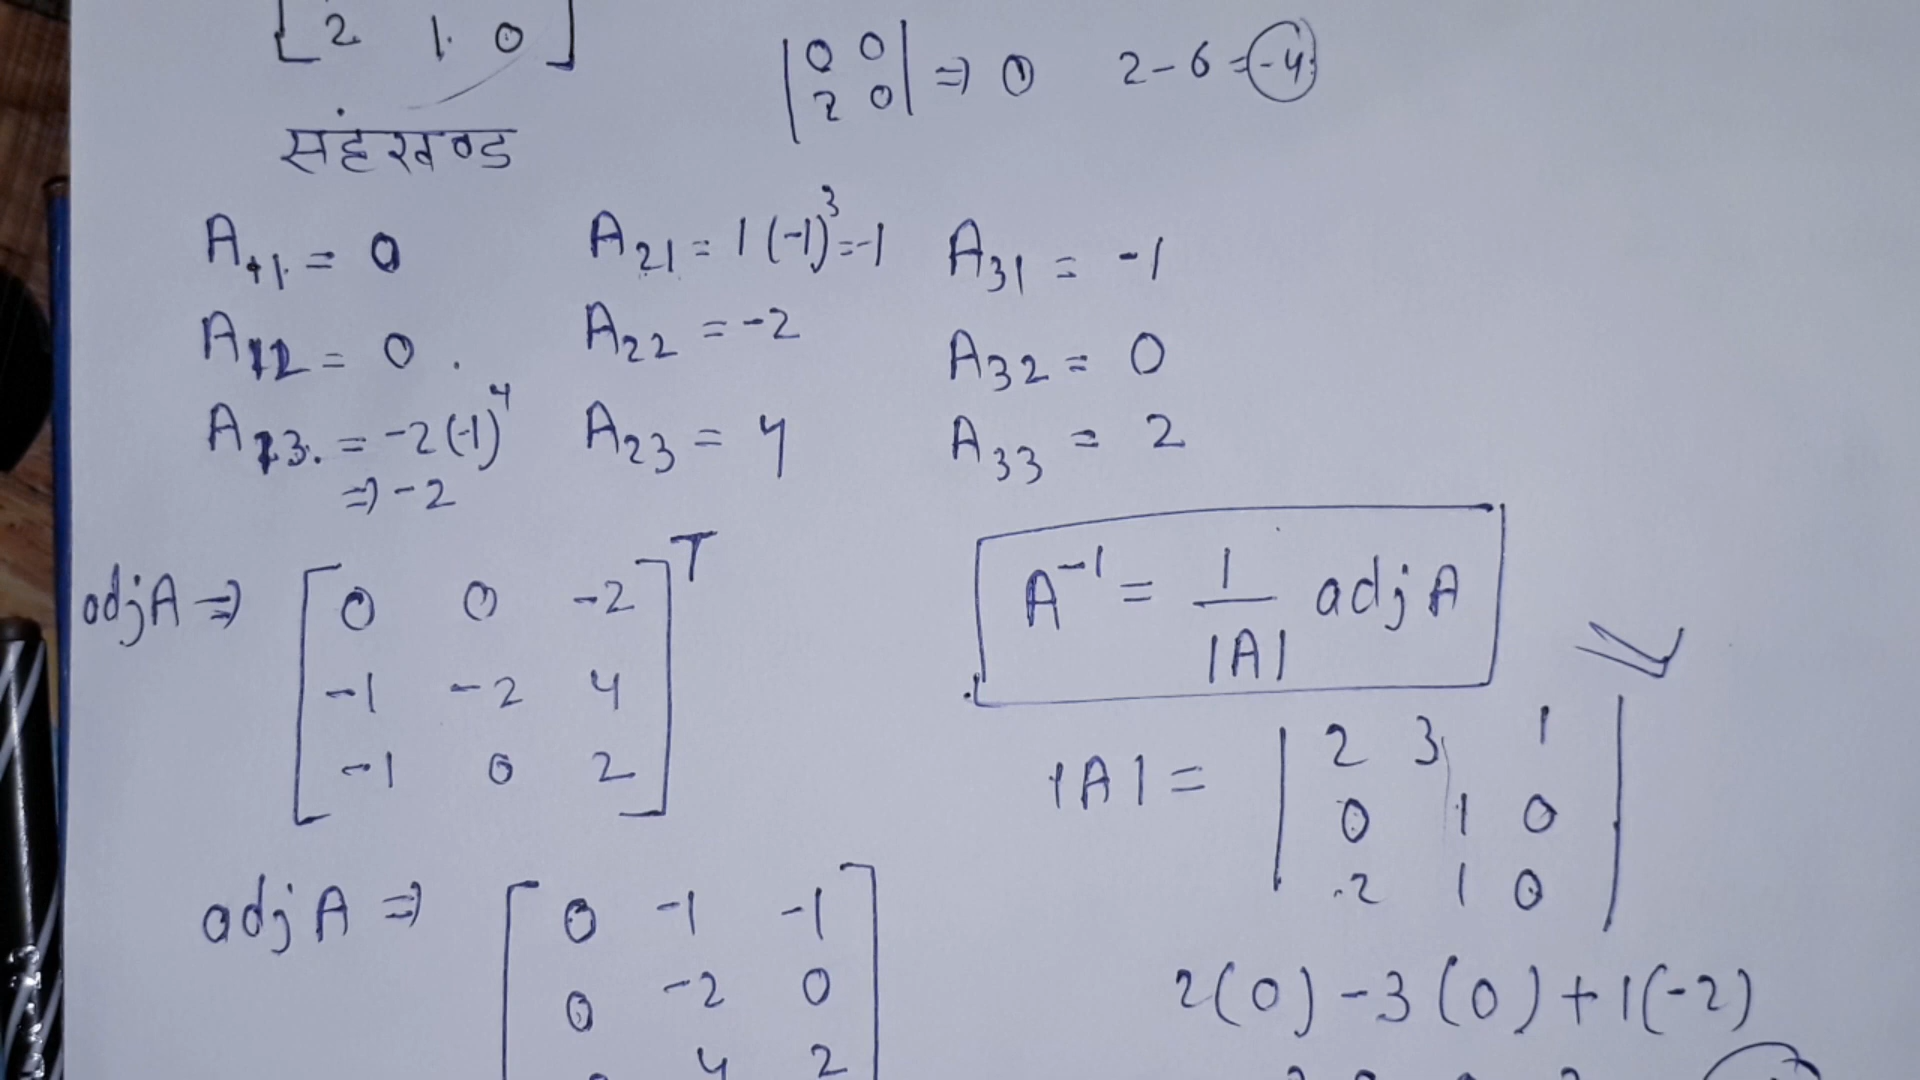 [2 1 0]
|0 0| ⇒ 0 2-6=-4
|2 0|
संहखण्ड
A₁₁ = 0 A₂₁ = 1(-1)³=-1 A₃₁ = -1
A₁₂ = 0 . A₂₂ = -2 A₃₂ = 0
A₁₃. = -2(-1)⁴ A₂₃ = 4 A₃₃ = 2
⇒ -2
adjA ⇒ [0 0 -2]ᵀ
-1 -2 4
-1 0 2
A⁻¹ = 1/|A| adjA
|A| = |2 3 1|
0 1 0
2 1 0
adjA ⇒ [0 -1 -1]
0 -2 0
4 2
2(0)-3(0)+1(-2)